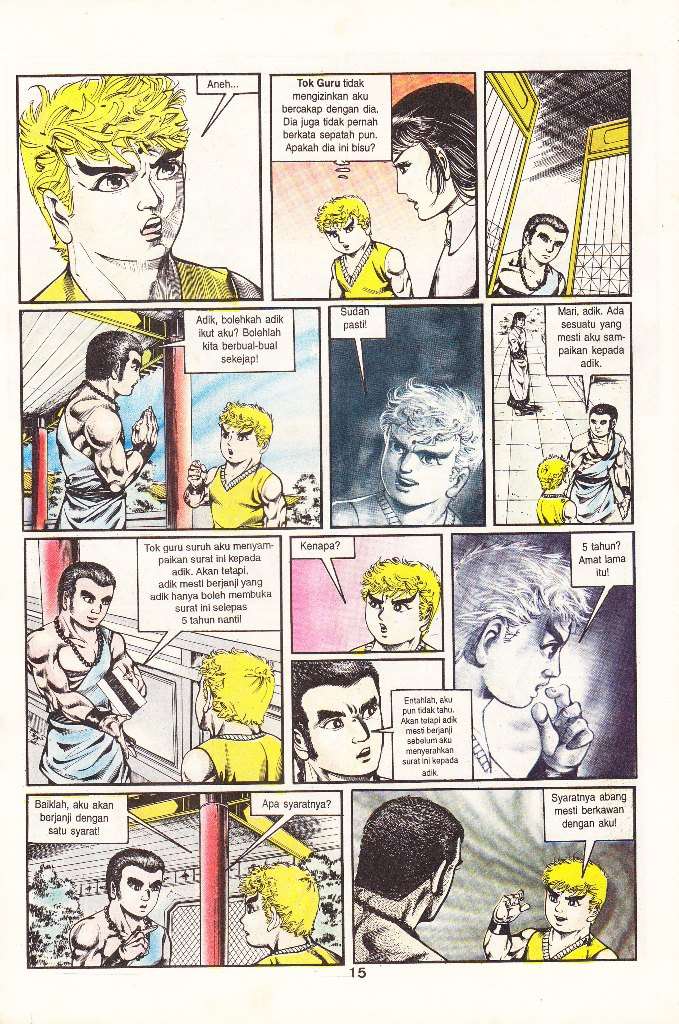 Aneh...
Tok Guru tidak
mengizinkan aku
bercakap dengan dia.
Dia juga tidak pernah
berkata sepatah pun.
Apakah dia ini bisu?
Adik, bolehkah adik
ikut aku? Bolehlah
kita berbual-bual
sekejap!
Sudah
pasti!
Mari, adik. Ada
sesuatu yang
mesti aku sam-
paikan kepada
adik.
Tok guru suruh aku menyam-
paikan surat ini kepada
adik. Akan tetapi,
adik mesti berjanji yang
adik hanya boleh membuka
surat ini selepas
5 tahun nanti!
Kenapa?
Entahlah, aku
pun tidak tahu.
Akan tetapi adik
mesti berjanji
sebelum aku
menyerahkan
surat ini kepada
adik.
5 tahun?
Amat lama
itu!
Baiklah, aku akan
berjanji dengan
satu syarat!
Apa syaratnya?
Syaratnya abang
mesti berkawan
dengan aku!
15